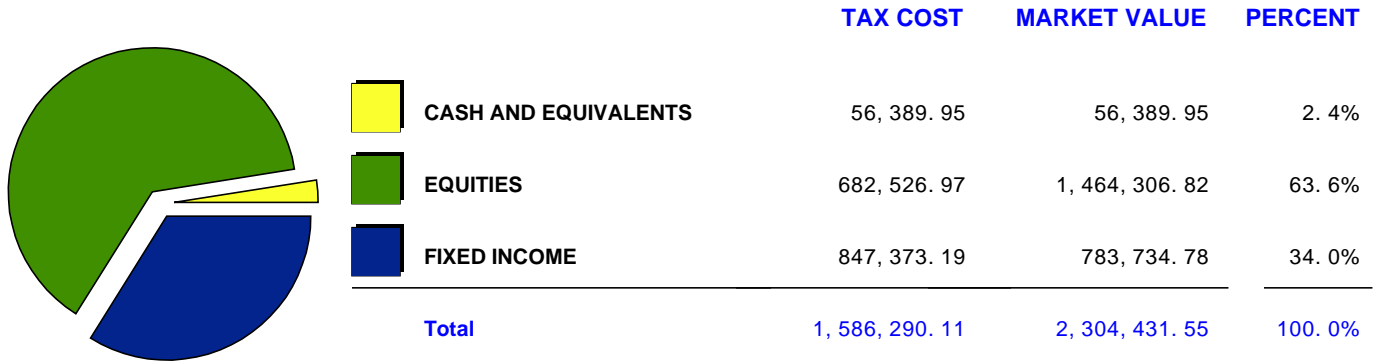 TAX COST MARKET VALUE PERCENT
CASH AND EQUIVALENTS 56, 389. 95 56, 389. 95 2. 4%
EQUITIES 682, 526. 97 1, 464, 306. 82 63. 6%
FIXED INCOME 847, 373. 19 783, 734. 78 34. 0%
Total 1, 586, 290. 11 2, 304, 431. 55 100. 0%